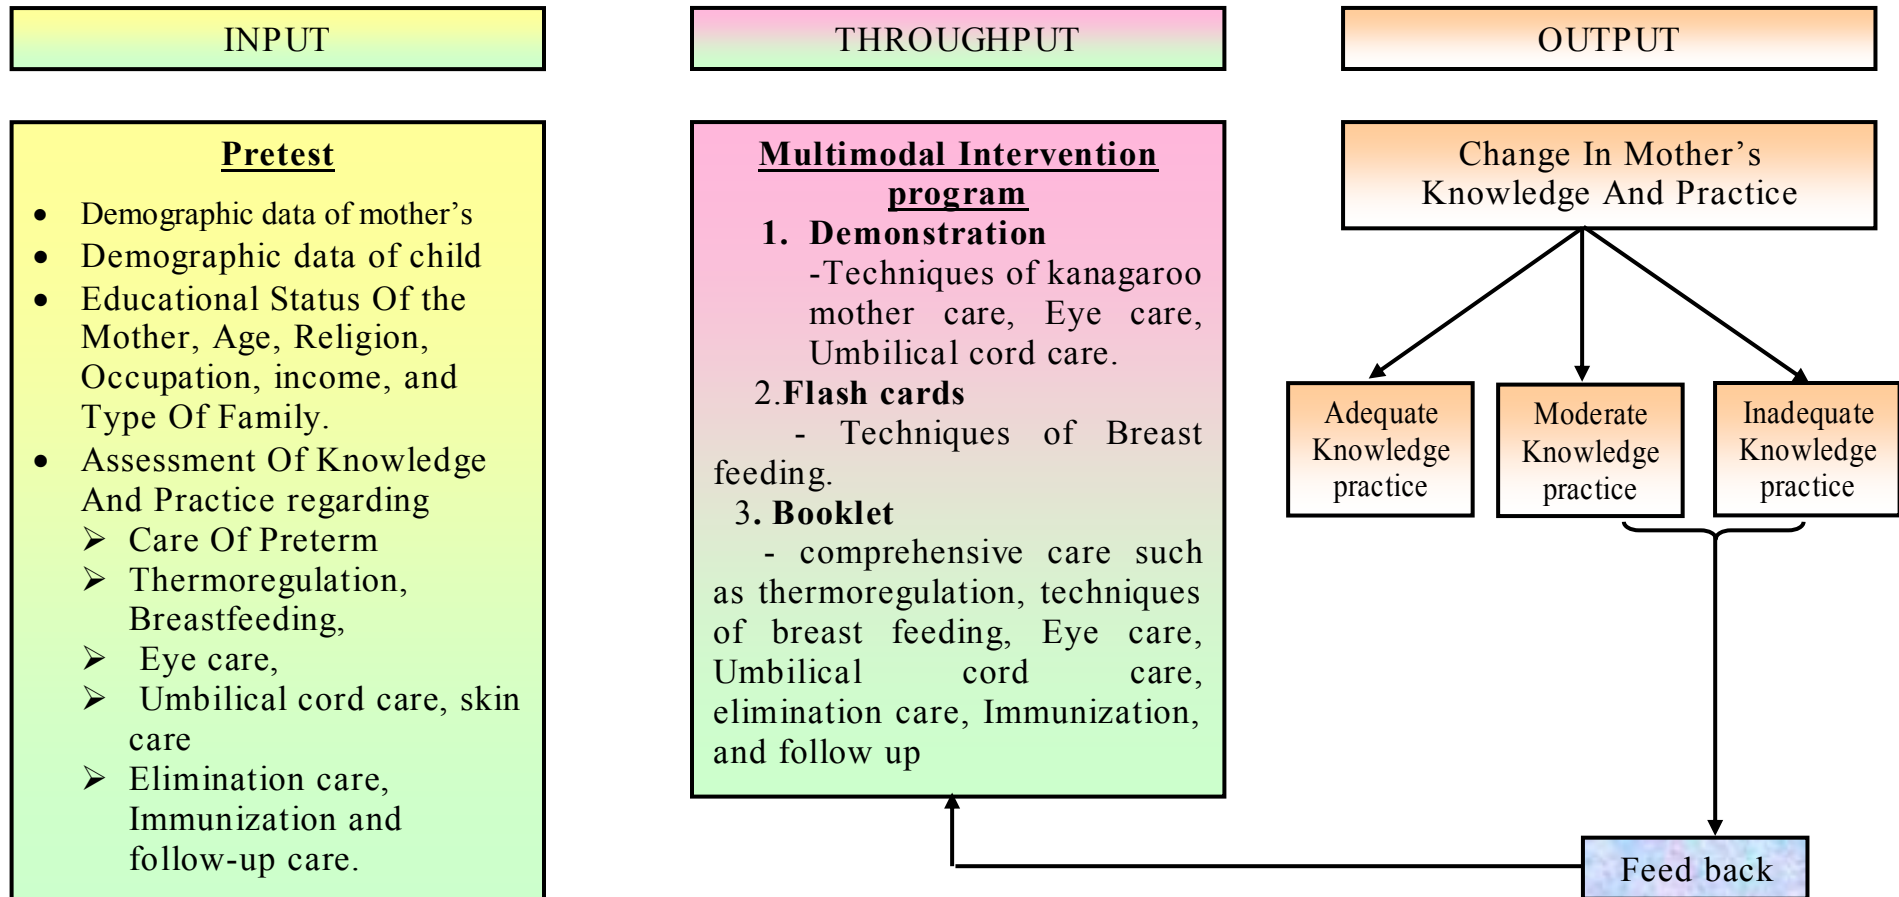 INPUT
THROUGHPUT
OUTPUT
Pretest
• Demographic data of mother’s
• Demographic data of child
• Educational Status Of the
Mother, Age, Religion,
Occupation, income, and
Type Of Family.
• Assessment Of Knowledge
And Practice regarding
➢ Care Of Preterm
➢ Thermoregulation,
Breastfeeding,
➢ Eye care,
➢ Umbilical cord care, skin
care
➢ Elimination care,
Immunization and
follow-up care.
Multimodal Intervention
program
1. Demonstration
-Techniques of kanagaroo
mother care, Eye care,
Umbilical cord care.
2.Flash cards
- Techniques of Breast
feeding.
3. Booklet
- comprehensive care such
as thermoregulation, techniques
of breast feeding, Eye care,
Umbilical cord care,
elimination care, Immunization,
and follow up
Change In Mother’s
Knowledge And Practice
Adequate
Knowledge
practice
Moderate
Knowledge
practice
Inadequate
Knowledge
practice
Feed back